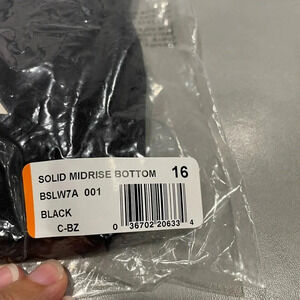 SOLID MIDRISE BOTTOM 16
BSLW7A 001
BLACK
C-BZ 0 36702 20633 4